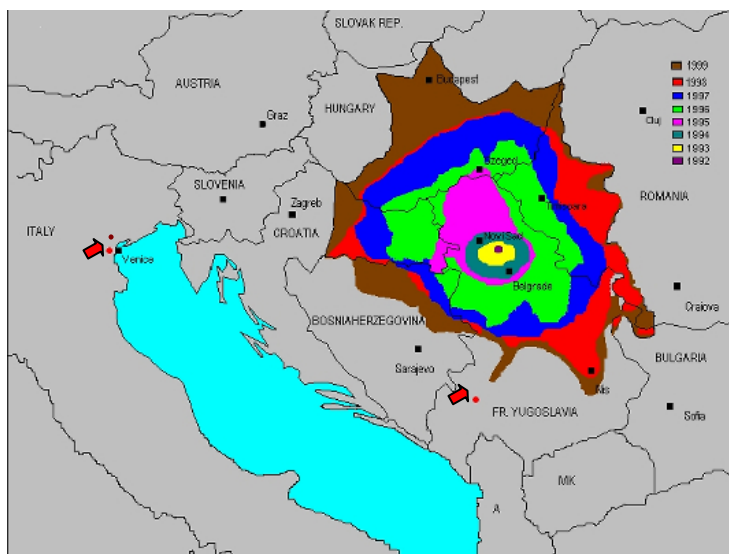 SLOVAK REP.
1999
1998
1997
1996
1995
1994
1993
1992
Budapest
AUSTRIA
HUNGARY
Graz
Cluj
Szeged
SLOVENIA
ROMANIA
Zagreb
ITALY
CROATIA
Novi Sad
Venice
Belgrade
Craiova
BOSNIAHERZEGOVINA
BULGARIA
Sarajevo
Nis
FR. YUGOSLAVIA
Sofia
MK
A